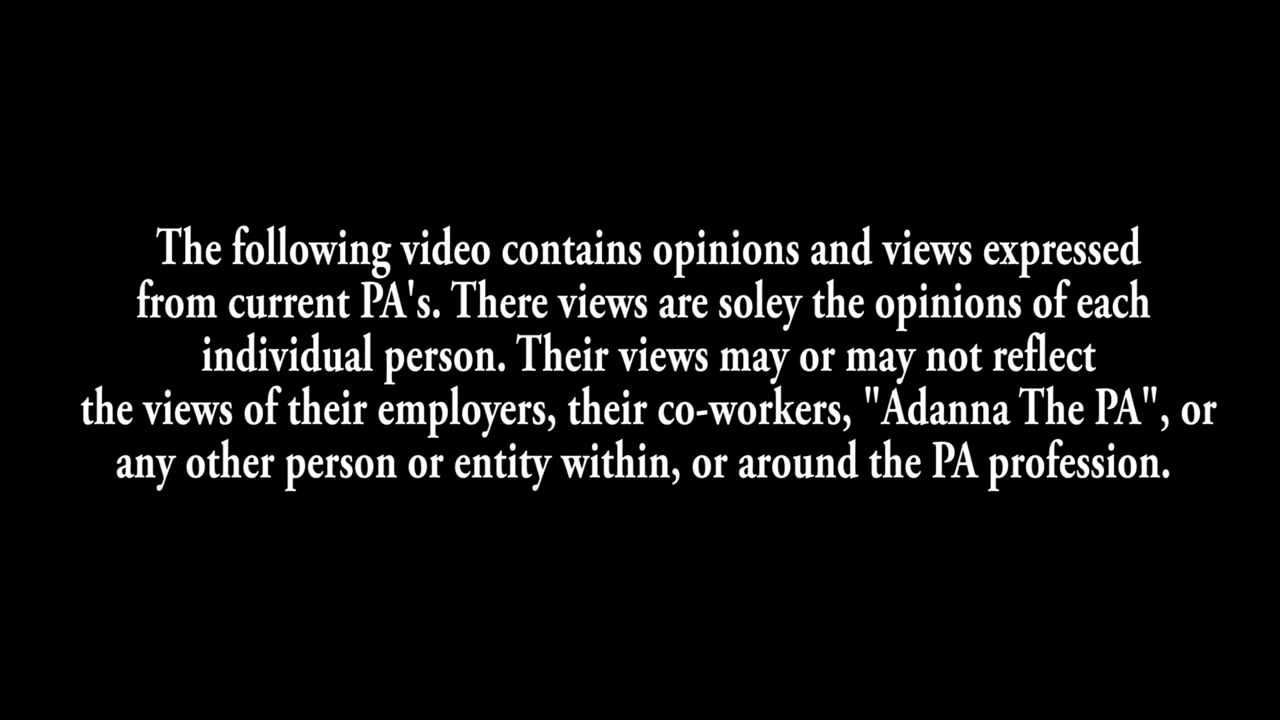 The following video contains opinions and views expressed
from current PA's. There views are soley the opinions of each
individual person. Their views may or may not reflect
the views of their employers, their co-workers, "Adanna The PA", or
any other person or entity within, or around the PA profession.